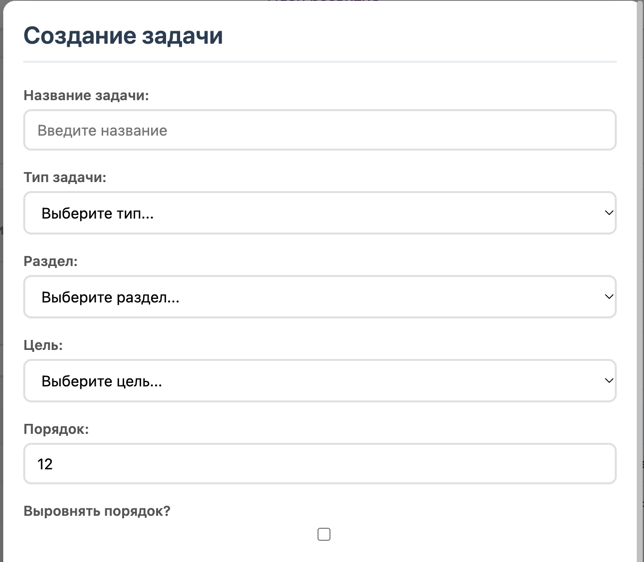 Создание задачи
Название задачи:
Введите название
Тип задачи:
Выберите тип...
Раздел:
Выберите раздел...
Цель:
Выберите цель...
Порядок:
12
Выровнять порядок?